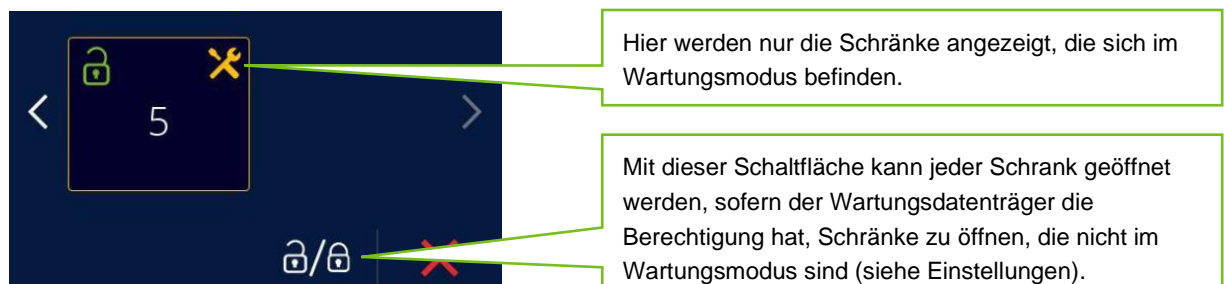 Hier werden nur die Schränke angezeigt, die sich im
Wartungsmodus befinden.
5
Mit dieser Schaltfläche kann jeder Schrank geöffnet
werden, sofern der Wartungsdatenträger die
Berechtigung hat, Schränke zu öffnen, die nicht im
Wartungsmodus sind (siehe Einstellungen).